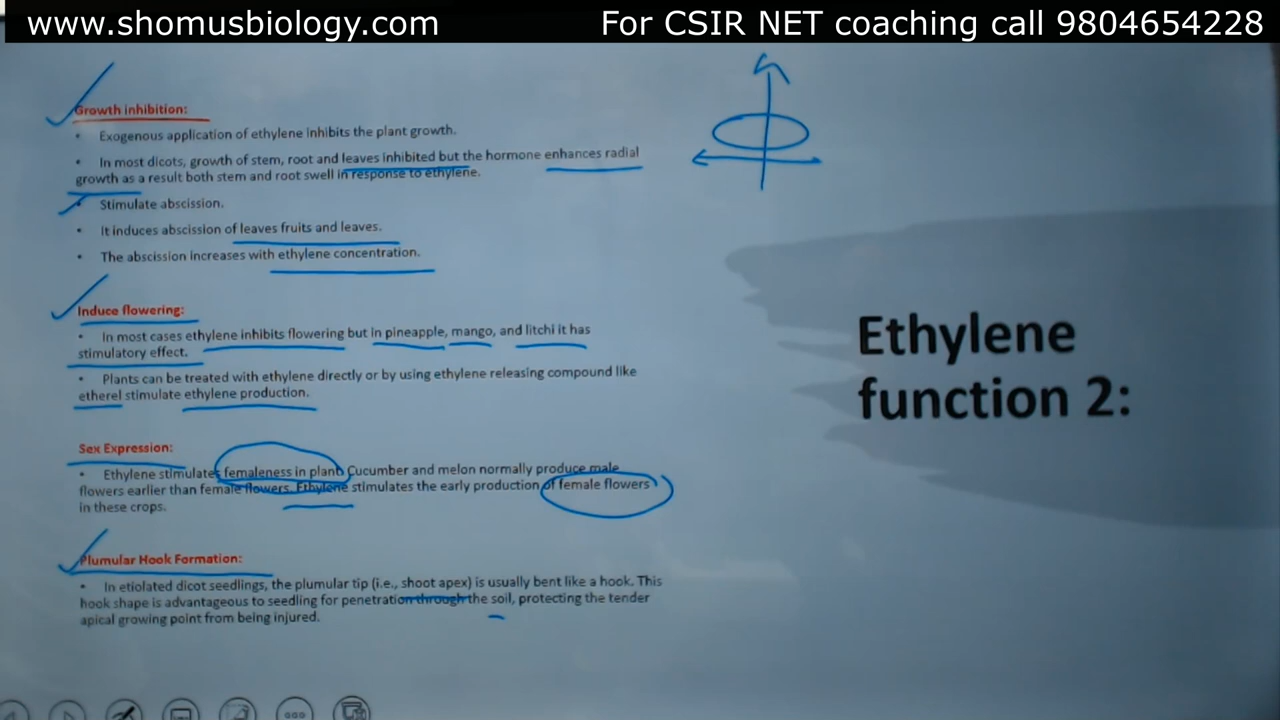 www.shomusbiology.com For CSIR NET coaching call 9804654228
Growth inhibition:
• Exogenous application of ethylene inhibits the plant growth.
• In most dicots, growth of stem, root and leaves inhibited but the hormone enhances radial
growth as a result both stem and root swell in response to ethylene.
• Stimulate abscission.
• It induces abscission of leaves fruits and leaves.
• The abscission increases with ethylene concentration.
Induce flowering:
• In most cases ethylene inhibits flowering but in pineapple, mango, and litchi it has
stimulatory effect.
• Plants can be treated with ethylene directly or by using ethylene releasing compound like
etherel stimulate ethylene production.
Sex Expression:
• Ethylene stimulates femaleness in plant. Cucumber and melon normally produce male
flowers earlier than female flowers. Ethylene stimulates the early production of female flowers
in these crops.
Plumular Hook Formation:
• In etiolated dicot seedlings, the plumular tip (i.e., shoot apex) is usually bent like a hook. This
hook shape is advantageous to seedling for penetration through the soil, protecting the tender
apical growing point from being injured.
Ethylene
function 2: